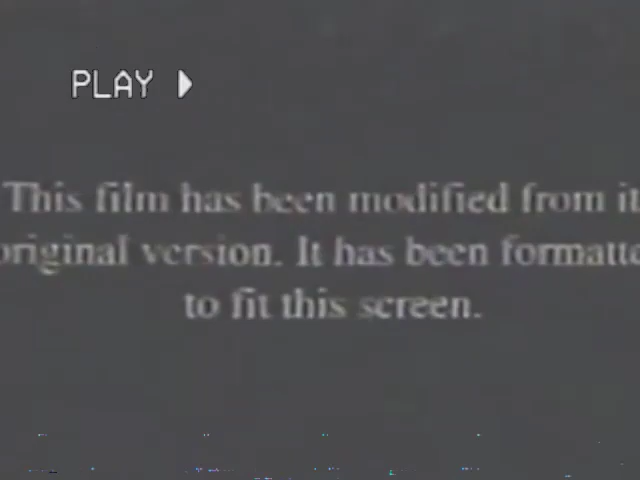 PLAY
This film has been modified from it
original version. It has been formatte
to fit this screen.